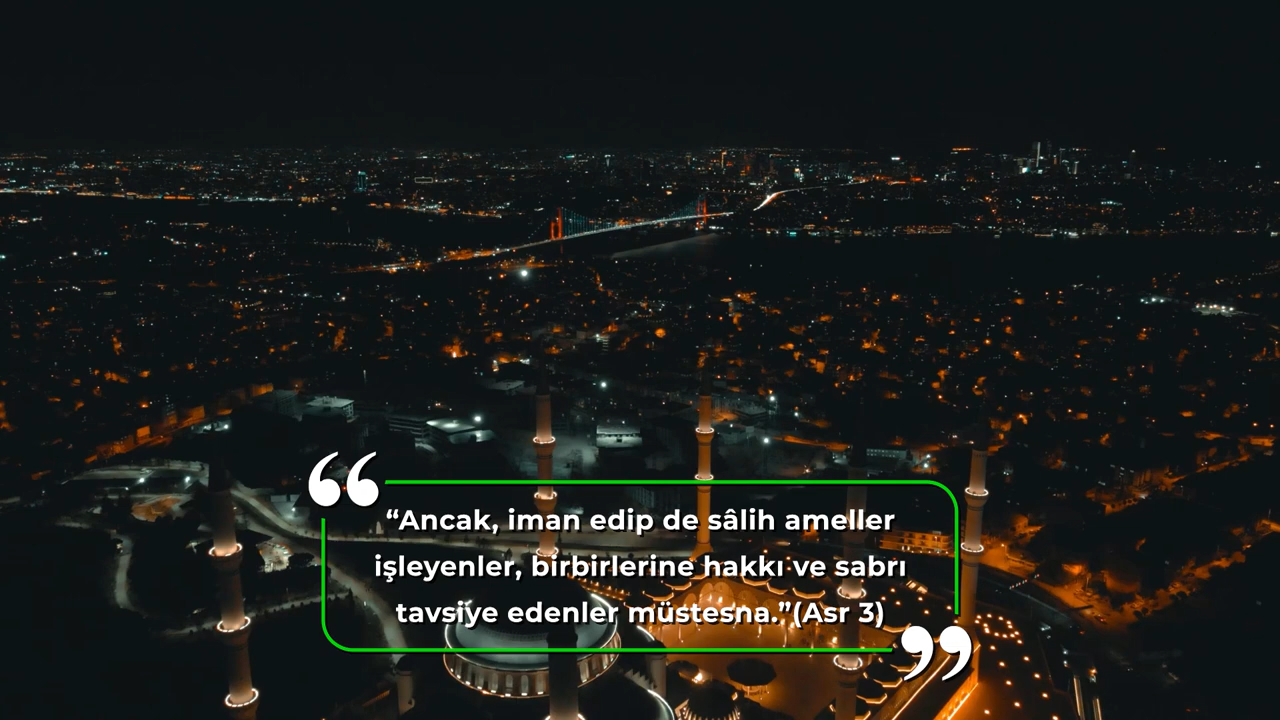 “Ancak, iman edip de sâlih ameller
işleyenler, birbirlerine hakkı ve sabrı
tavsiye edenler müstesna.”(Asr 3)